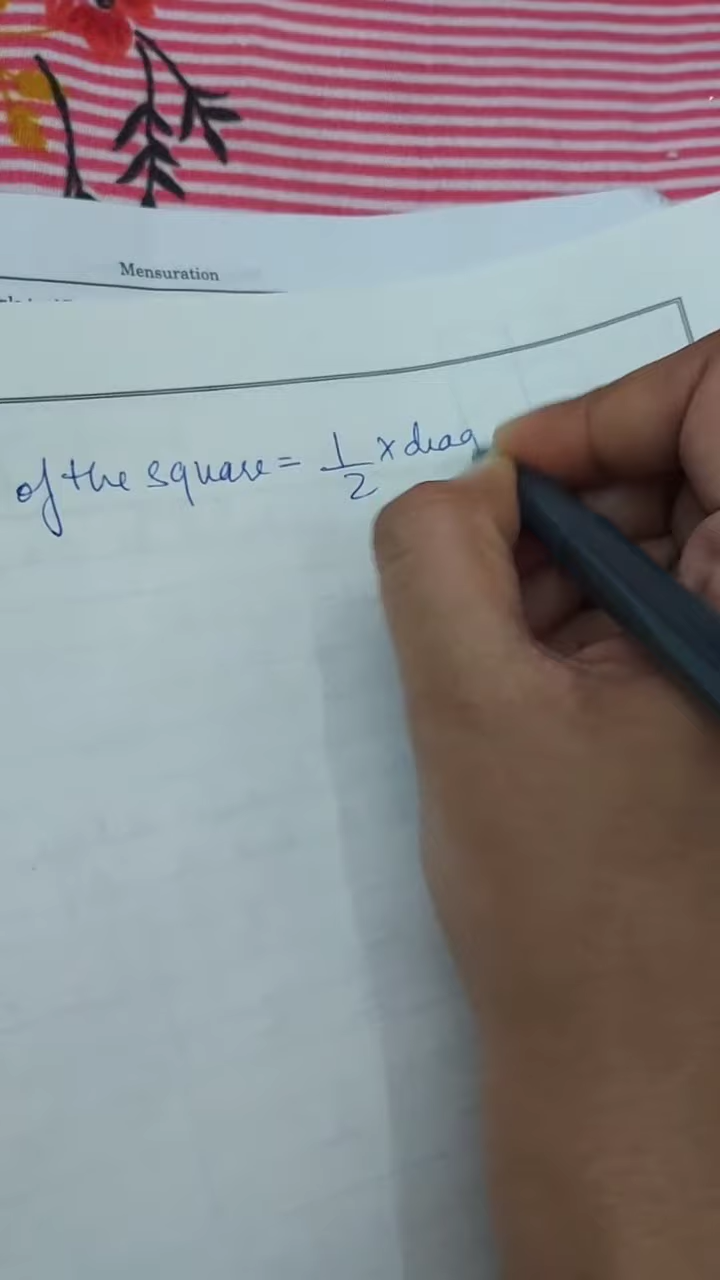 Mensuration
of the square = 1/2 x diag